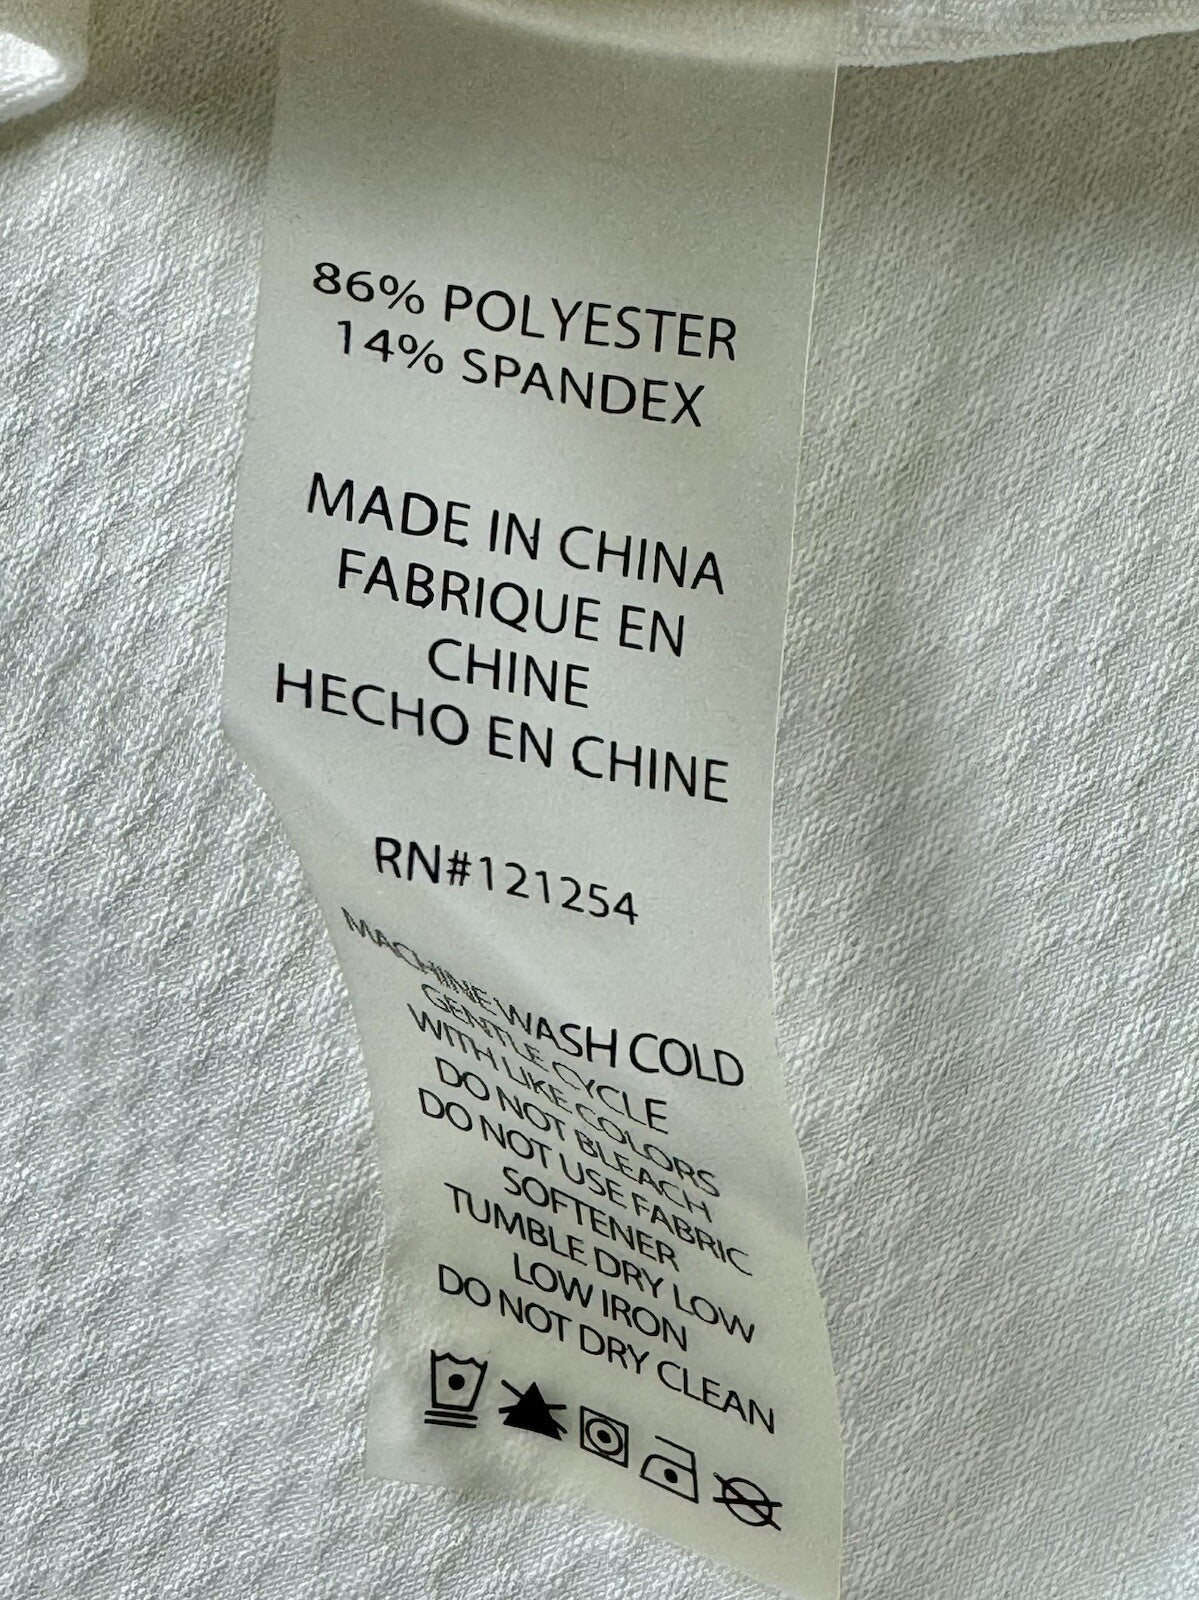 86% POLYESTER
14% SPANDEX
MADE IN CHINA
FABRIQUE EN
CHINE
HECHO EN CHINE
RN#121254
MACHINE WASH COLD
GENTLE CYCLE
WITH LIKE COLORS
DO NOT BLEACH
DO NOT USE FABRIC
SOFTENER
TUMBLE DRY LOW
LOW IRON
DO NOT DRY CLEAN